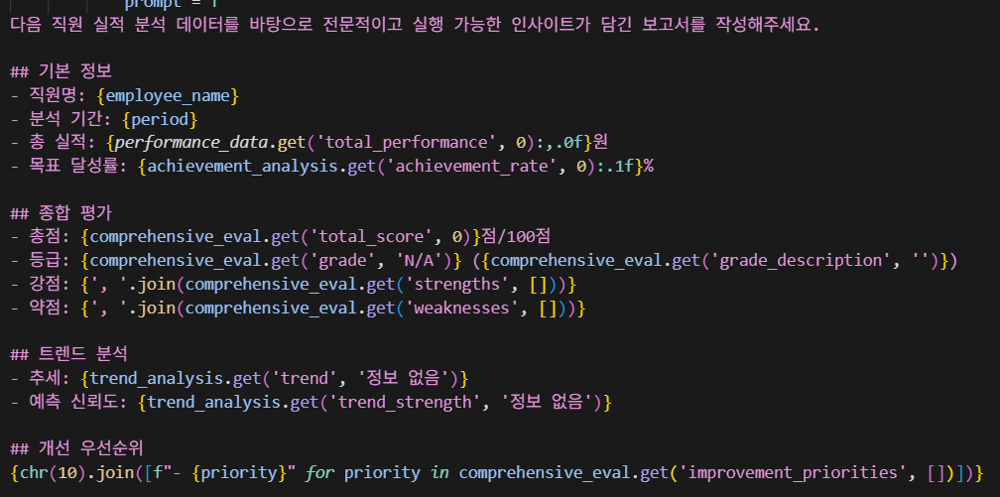 prompt = f
다음 직원 실적 분석 데이터를 바탕으로 전문적이고 실행 가능한 인사이트가 담긴 보고서를 작성해주세요.
## 기본 정보
- 직원명: {employee_name}
- 분석 기간: {period}
- 총 실적: {performance_data.get('total_performance', 0):,.0f}원
- 목표 달성률: {achievement_analysis.get('achievement_rate', 0):.1f}%
## 종합 평가
- 총점: {comprehensive_eval.get('total_score', 0)}점/100점
- 등급: {comprehensive_eval.get('grade', 'N/A')} ({comprehensive_eval.get('grade_description', '')})
- 강점: {', '.join(comprehensive_eval.get('strengths', []))}
- 약점: {', '.join(comprehensive_eval.get('weaknesses', []))}
## 트렌드 분석
- 추세: {trend_analysis.get('trend', '정보 없음')}
- 예측 신뢰도: {trend_analysis.get('trend_strength', '정보 없음')}
## 개선 우선순위
{chr(10).join([f"- {priority}" for priority in comprehensive_eval.get('improvement_priorities', [])])}